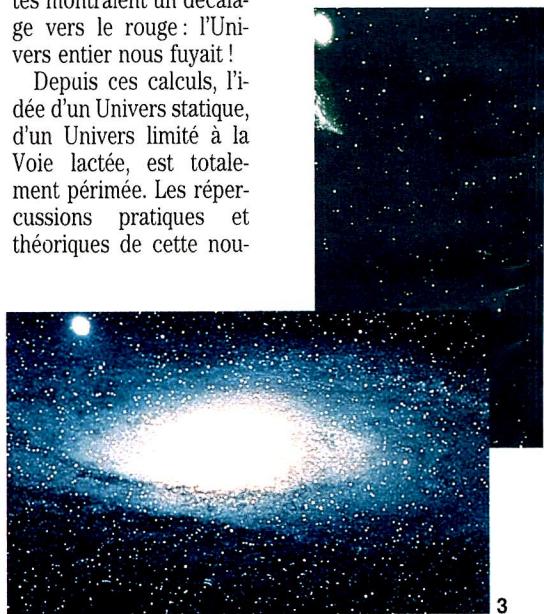 tes montraient un décala-
ge vers le rouge : l'Uni-
vers entier nous fuyait !
Depuis ces calculs, l'i-
dée d'un Univers statique,
d'un Univers limité à la
Voie lactée, est totale-
ment périmée. Les réper-
cussions pratiques et
théoriques de cette nou-
3